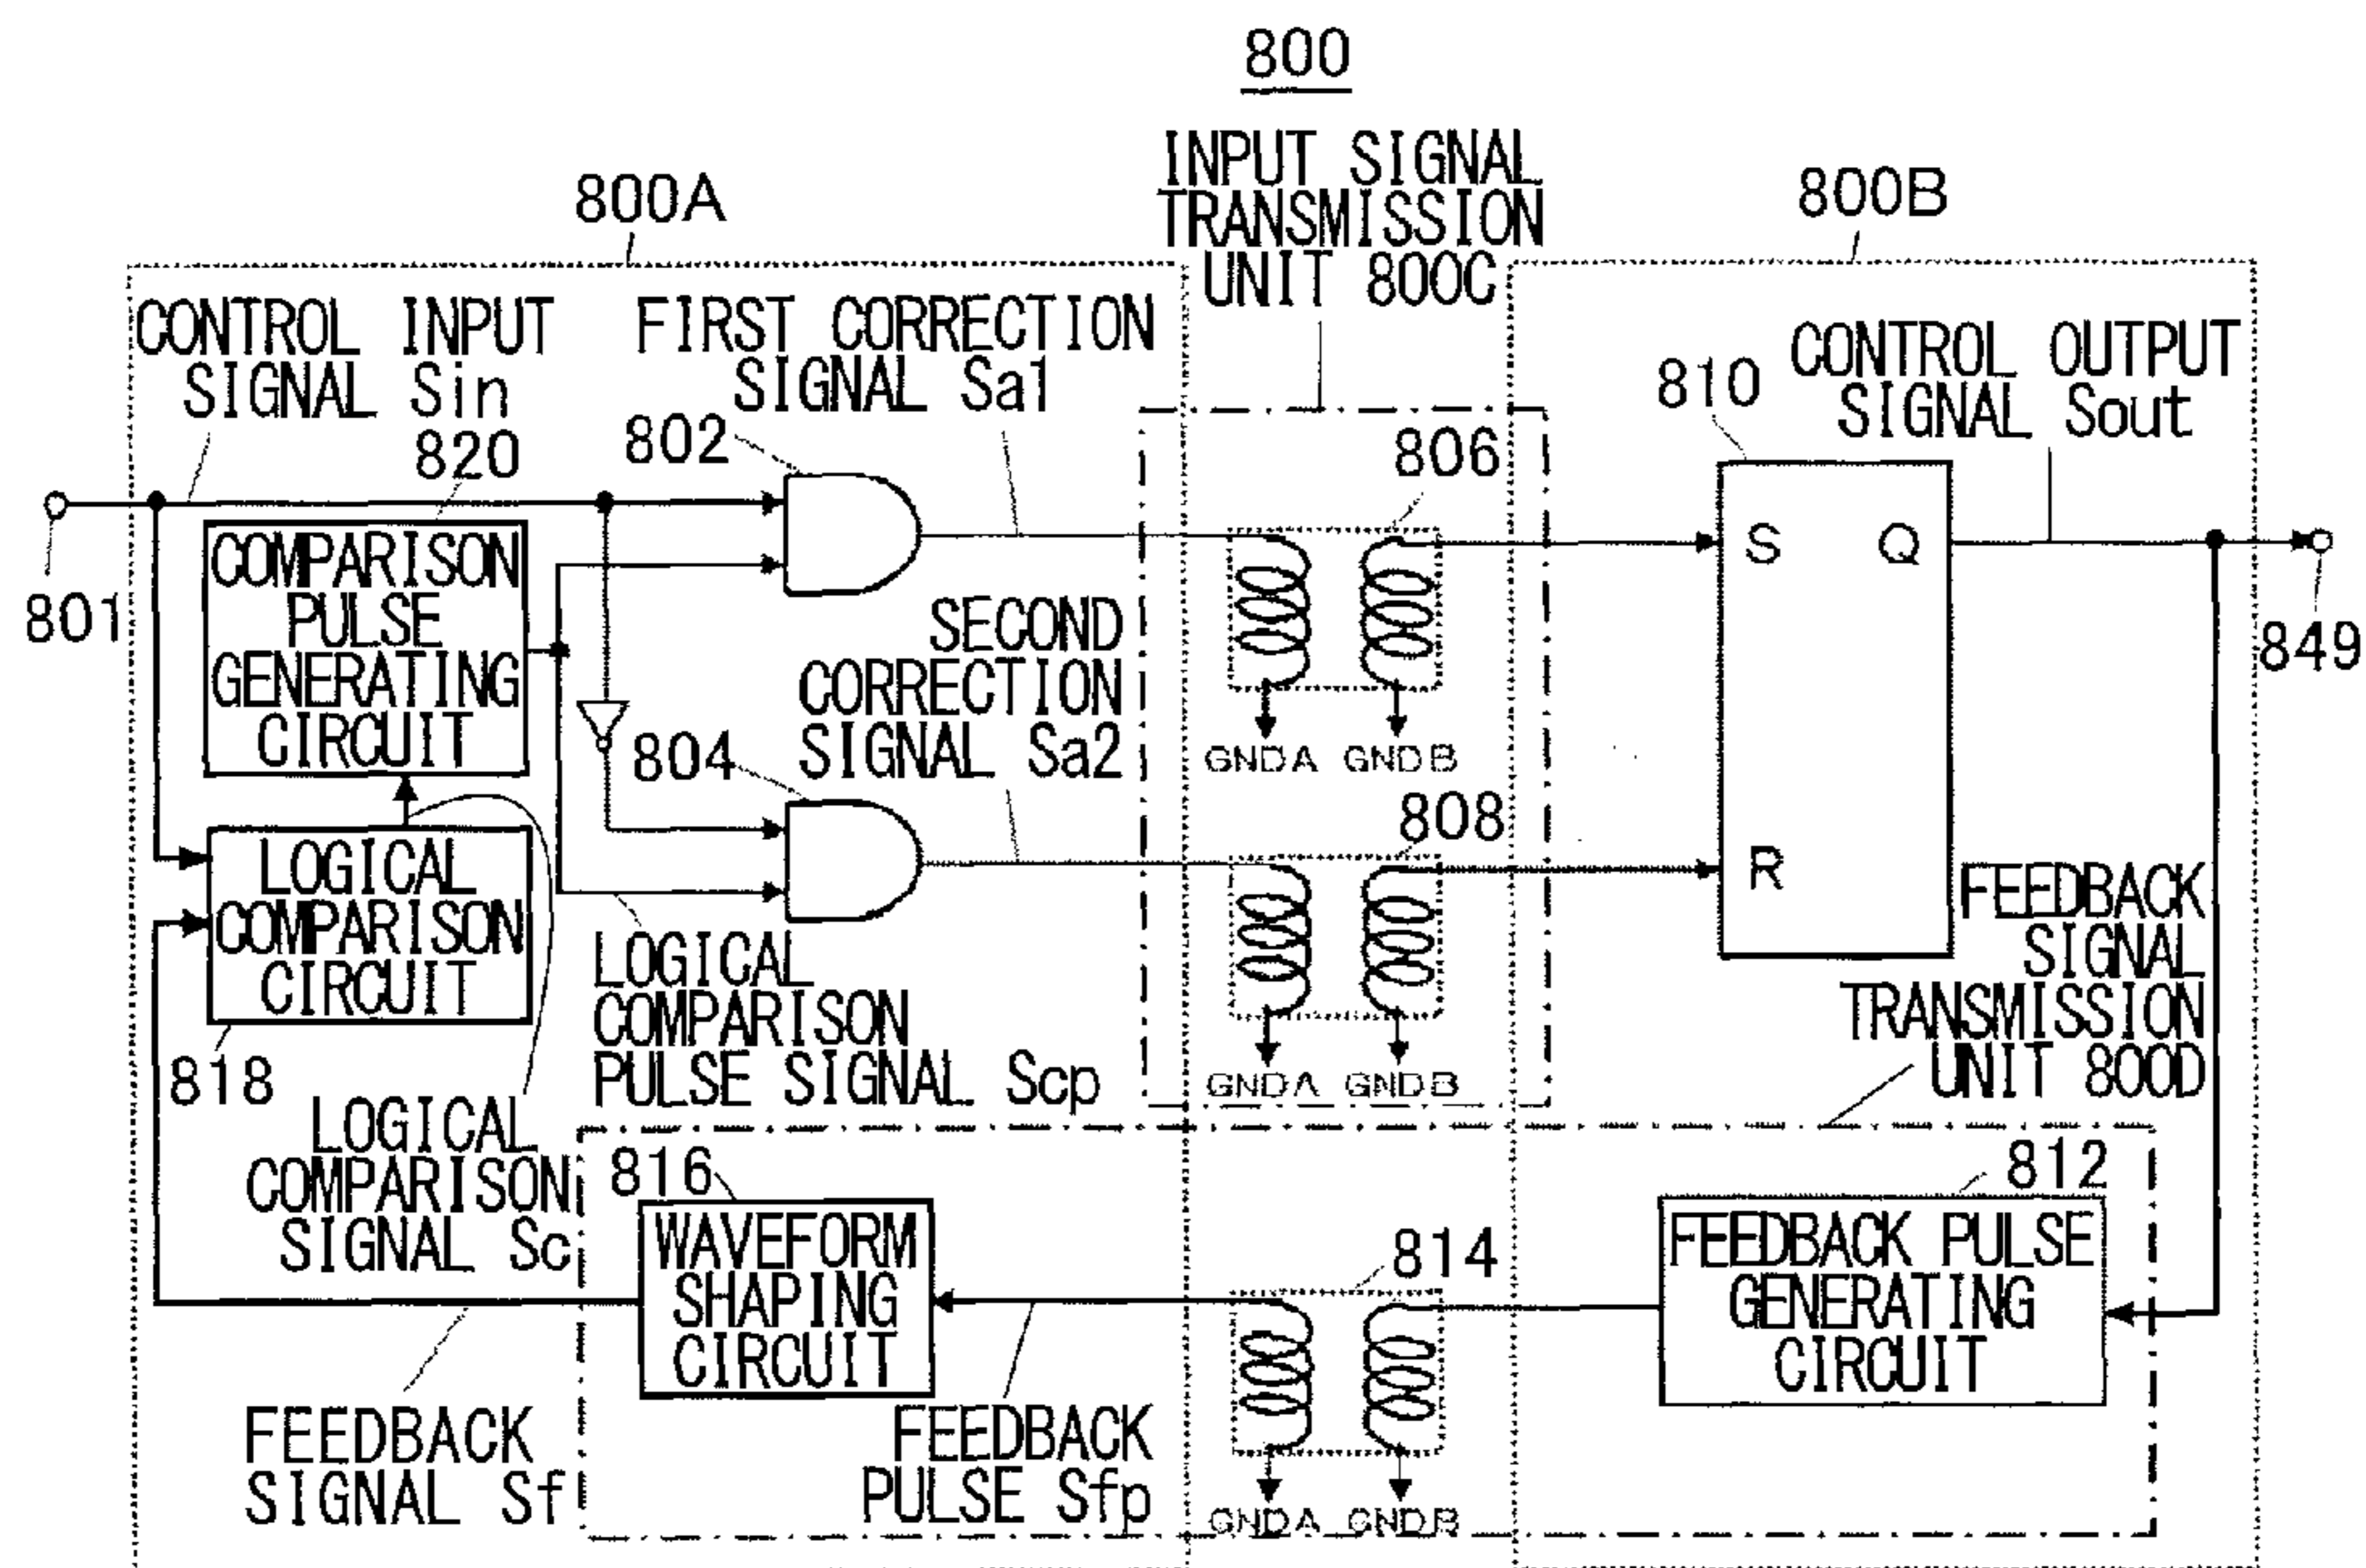 800
INPUT SIGNAL
TRANSMISSION
UNIT 800C
800A
800B
CONTROL INPUT
SIGNAL Sin
820
FIRST CORRECTION
SIGNAL Sa1
802
806
810
CONTROL OUTPUT
SIGNAL Sout
801
COMPARISON
PULSE
GENERATING
CIRCUIT
SECOND
CORRECTION
SIGNAL Sa2
804
GNDA GNDB
S Q
R
849
808
LOGICAL
COMPARISON
CIRCUIT
818
LOGICAL
COMPARISON
PULSE SIGNAL Scp
GNDA GNDB
FEEDBACK
SIGNAL
TRANSMISSION
UNIT 800D
LOGICAL
COMPARISON
SIGNAL Sc
816
WAVEFORM
SHAPING
CIRCUIT
814
812
FEEDBACK PULSE
GENERATING
CIRCUIT
FEEDBACK
SIGNAL Sf
FEEDBACK
PULSE Sfp
GNDA GNDB